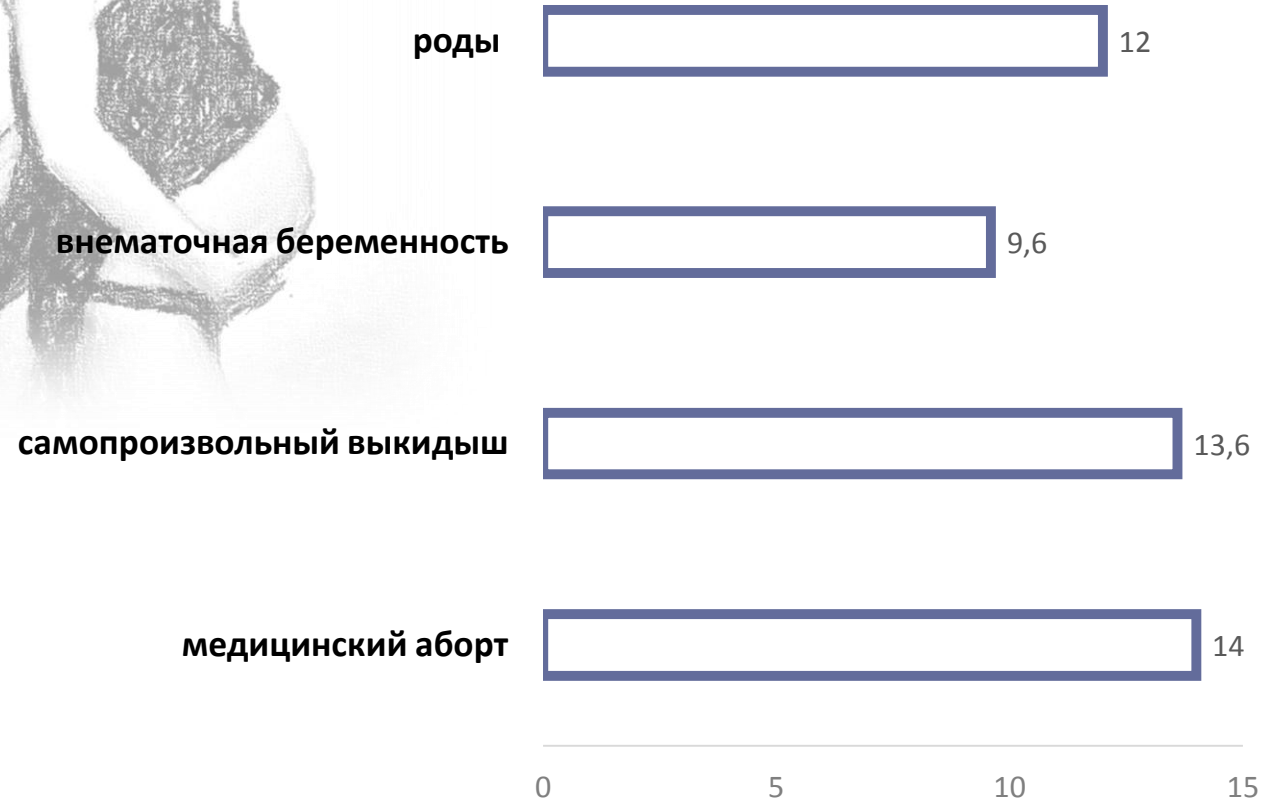 роды 12
внематочная беременность 9,6
самопроизвольный выкидыш 13,6
медицинский аборт 14
0 5 10 15